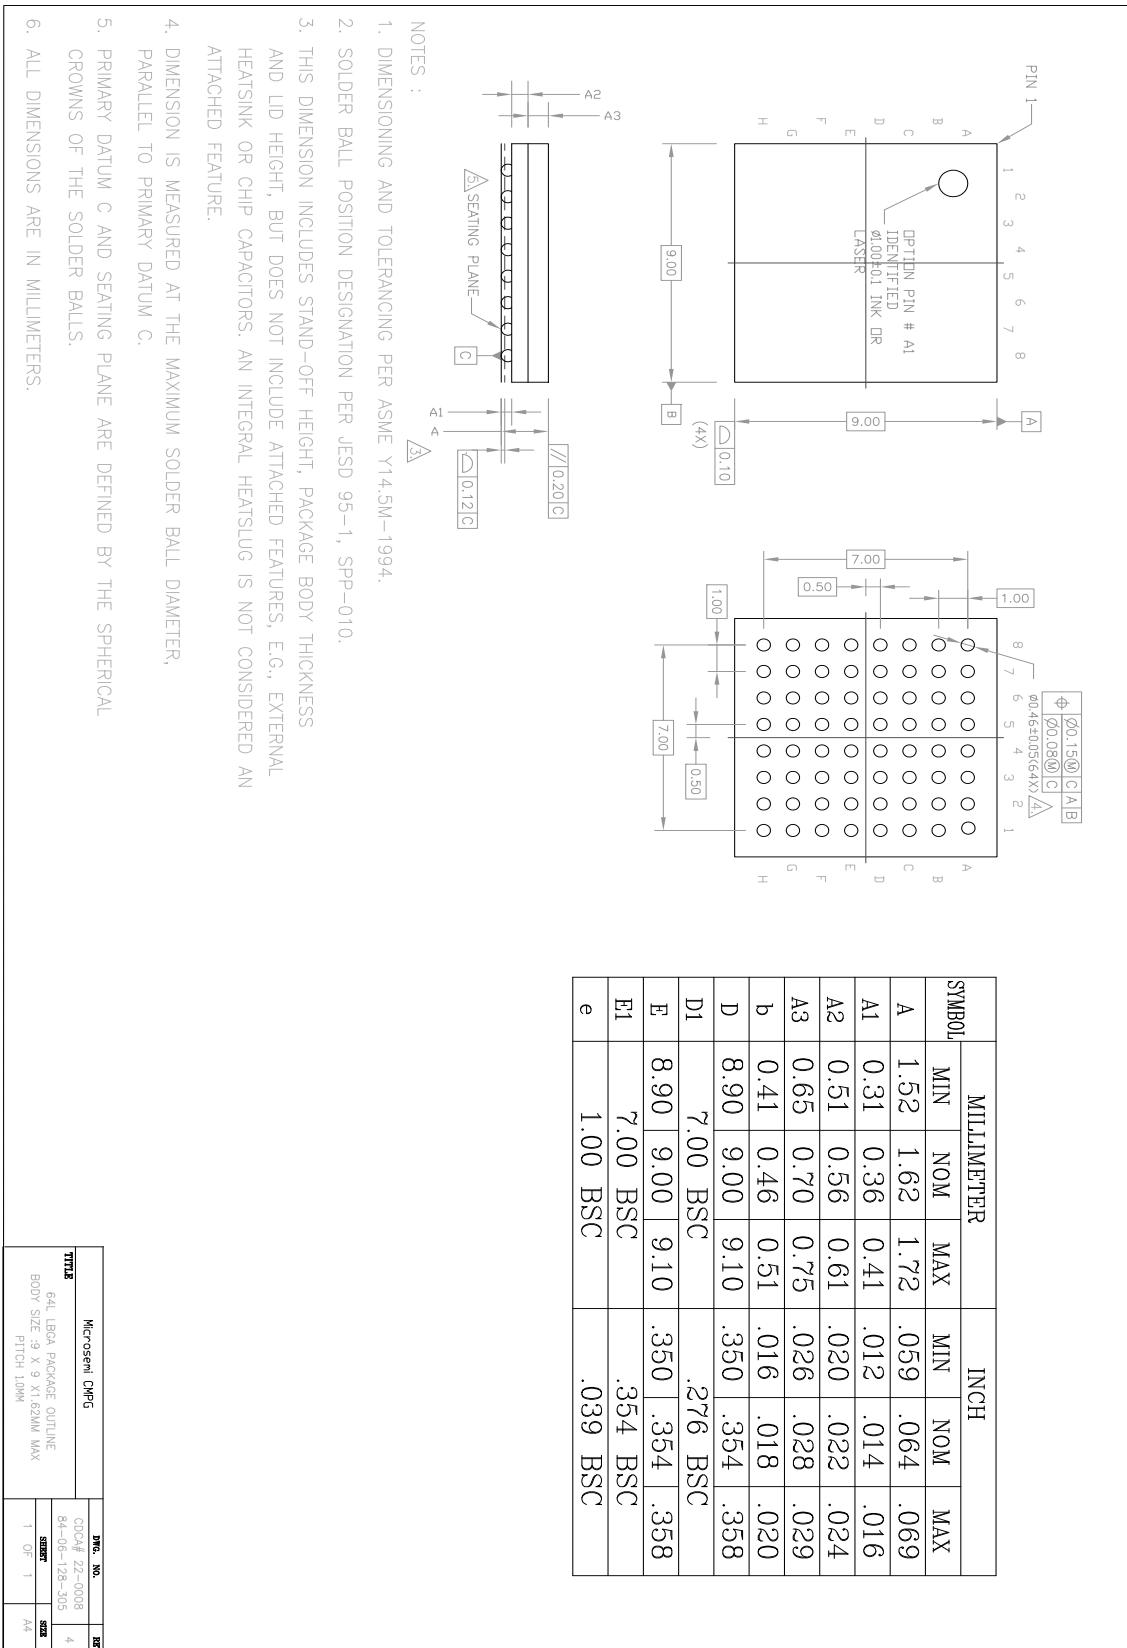 PIN 1
1 2 3 4 5 6 7 8
A
B
C
D
E
F
G
H
OPTION PIN # A1
IDENTIFIED
Ø1.00±0.1 INK OR
LASER
A
9.00
9.00
B
0.10
(4X)
A2
A3
5. SEATING PLANE
C
A1
A
3.
// 0.20 C
0.12 C
7.00
0.50
1.00
1.00
7.00
0.50
⌖ Ø0.15Ⓜ C A B
Ø0.08Ⓜ C
Ø0.46±0.05(64X) 4.
8 7 6 5 4 3 2 1
A
B
C
D
E
F
G
H
SYMBOL MILLIMETER INCH
MIN NOM MAX MIN NOM MAX
A 1.52 1.62 1.72 .059 .064 .069
A1 0.31 0.36 0.41 .012 .014 .016
A2 0.51 0.56 0.61 .020 .022 .024
A3 0.65 0.70 0.75 .026 .028 .029
b 0.41 0.46 0.51 .016 .018 .020
D 8.90 9.00 9.10 .350 .354 .358
D1 7.00 BSC .276 BSC
E 8.90 9.00 9.10 .350 .354 .358
E1 7.00 BSC .354 BSC
e 1.00 BSC .039 BSC
NOTES :
1. DIMENSIONING AND TOLERANCING PER ASME Y14.5M-1994.
2. SOLDER BALL POSITION DESIGNATION PER JESD 95-1, SPP-010.
3. THIS DIMENSION INCLUDES STAND-OFF HEIGHT, PACKAGE BODY THICKNESS
AND LID HEIGHT, BUT DOES NOT INCLUDE ATTACHED FEATURES, E.G., EXTERNAL
HEATSINK OR CHIP CAPACITORS. AN INTEGRAL HEATSLUG IS NOT CONSIDERED AN
ATTACHED FEATURE.
4. DIMENSION IS MEASURED AT THE MAXIMUM SOLDER BALL DIAMETER,
PARALLEL TO PRIMARY DATUM C.
5. PRIMARY DATUM C AND SEATING PLANE ARE DEFINED BY THE SPHERICAL
CROWNS OF THE SOLDER BALLS.
6. ALL DIMENSIONS ARE IN MILLIMETERS.
Microsemi CMPG
TITLE
64L LBGA PACKAGE OUTLINE
BODY SIZE :9 X 9 X1.62MM MAX
PITCH 1.0MM
DWG. NO.
CDCA# 22-0008
84-06-128-305
4
SHEET
1 OF 1
SIZE
A4